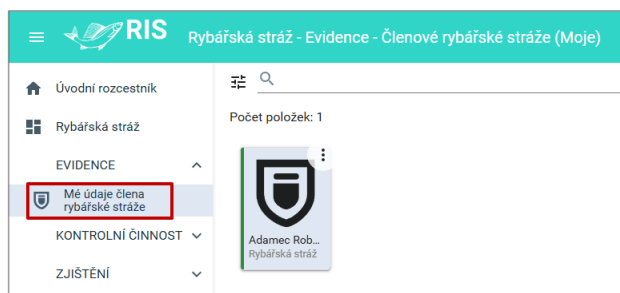 RIS
Rybářská stráž - Evidence - Členové rybářské stráže (Moje)
Úvodní rozcestník
Rybářská stráž
EVIDENCE
Mé údaje člena
rybářské stráže
KONTROLNÍ ČINNOST
ZJIŠTĚNÍ
Počet položek: 1
Adamec Rob...
Rybářská stráž